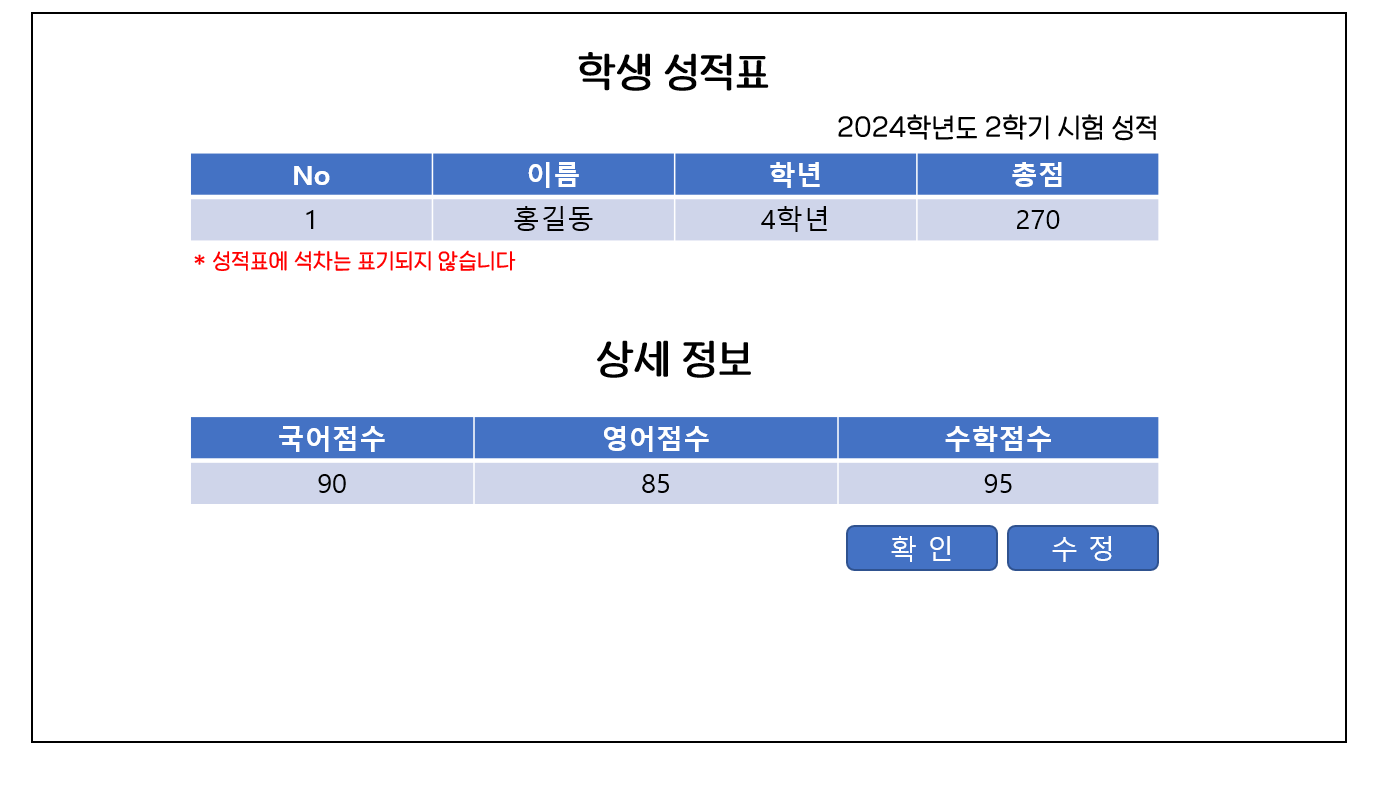 학생 성적표
2024학년도 2학기 시험 성적
No 이름 학년 총점
1 홍길동 4학년 270
* 성적표에 석차는 표기되지 않습니다
상세 정보
국어점수 영어점수 수학점수
90 85 95
확 인 수 정